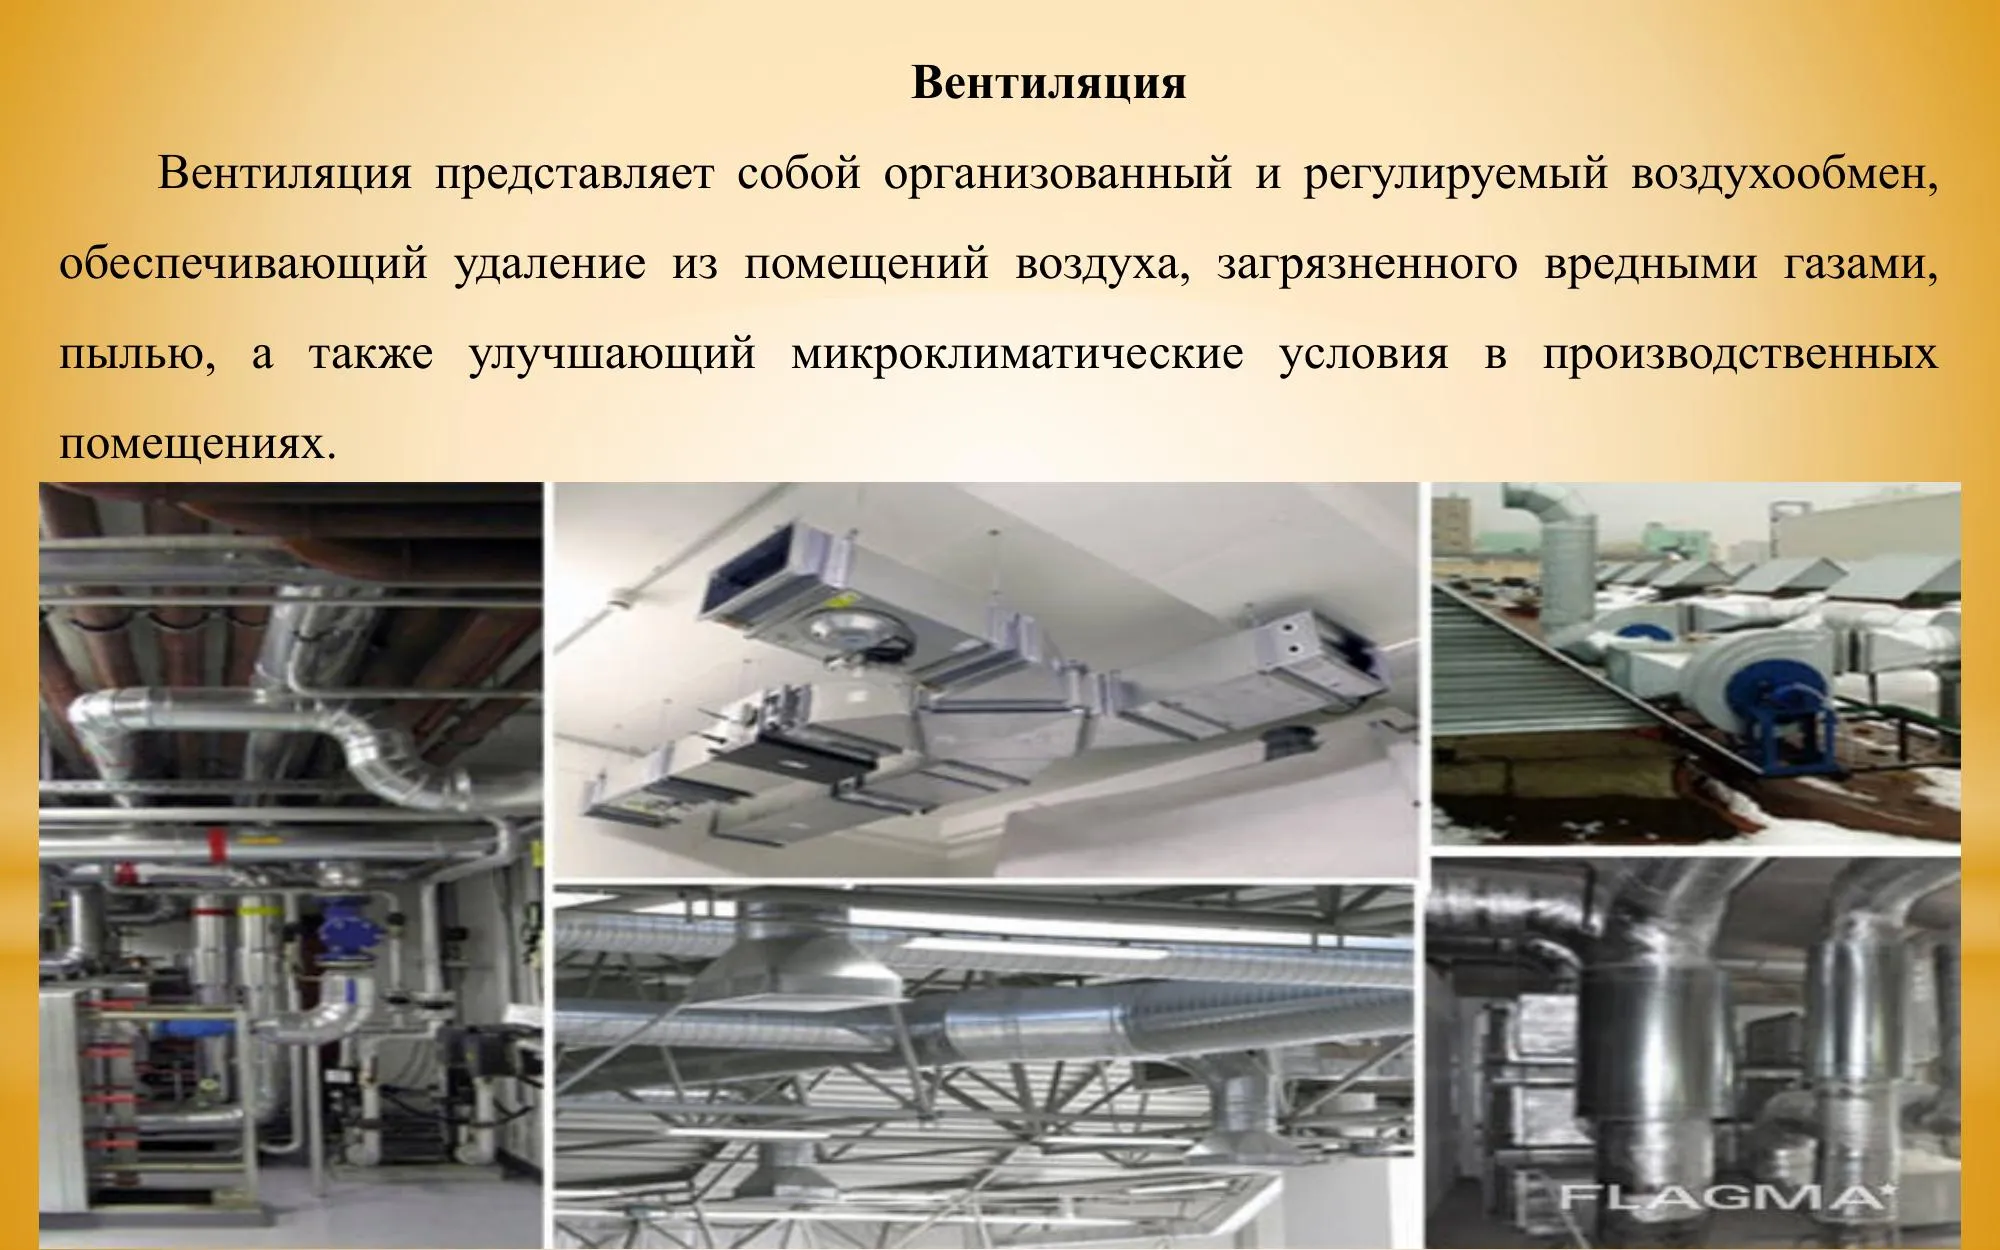 Вентиляция
Вентиляция представляет собой организованный и регулируемый воздухообмен,
обеспечивающий удаление из помещений воздуха, загрязненного вредными газами,
пылью, а также улучшающий микроклиматические условия в производственных
помещениях.
FLAGMA*